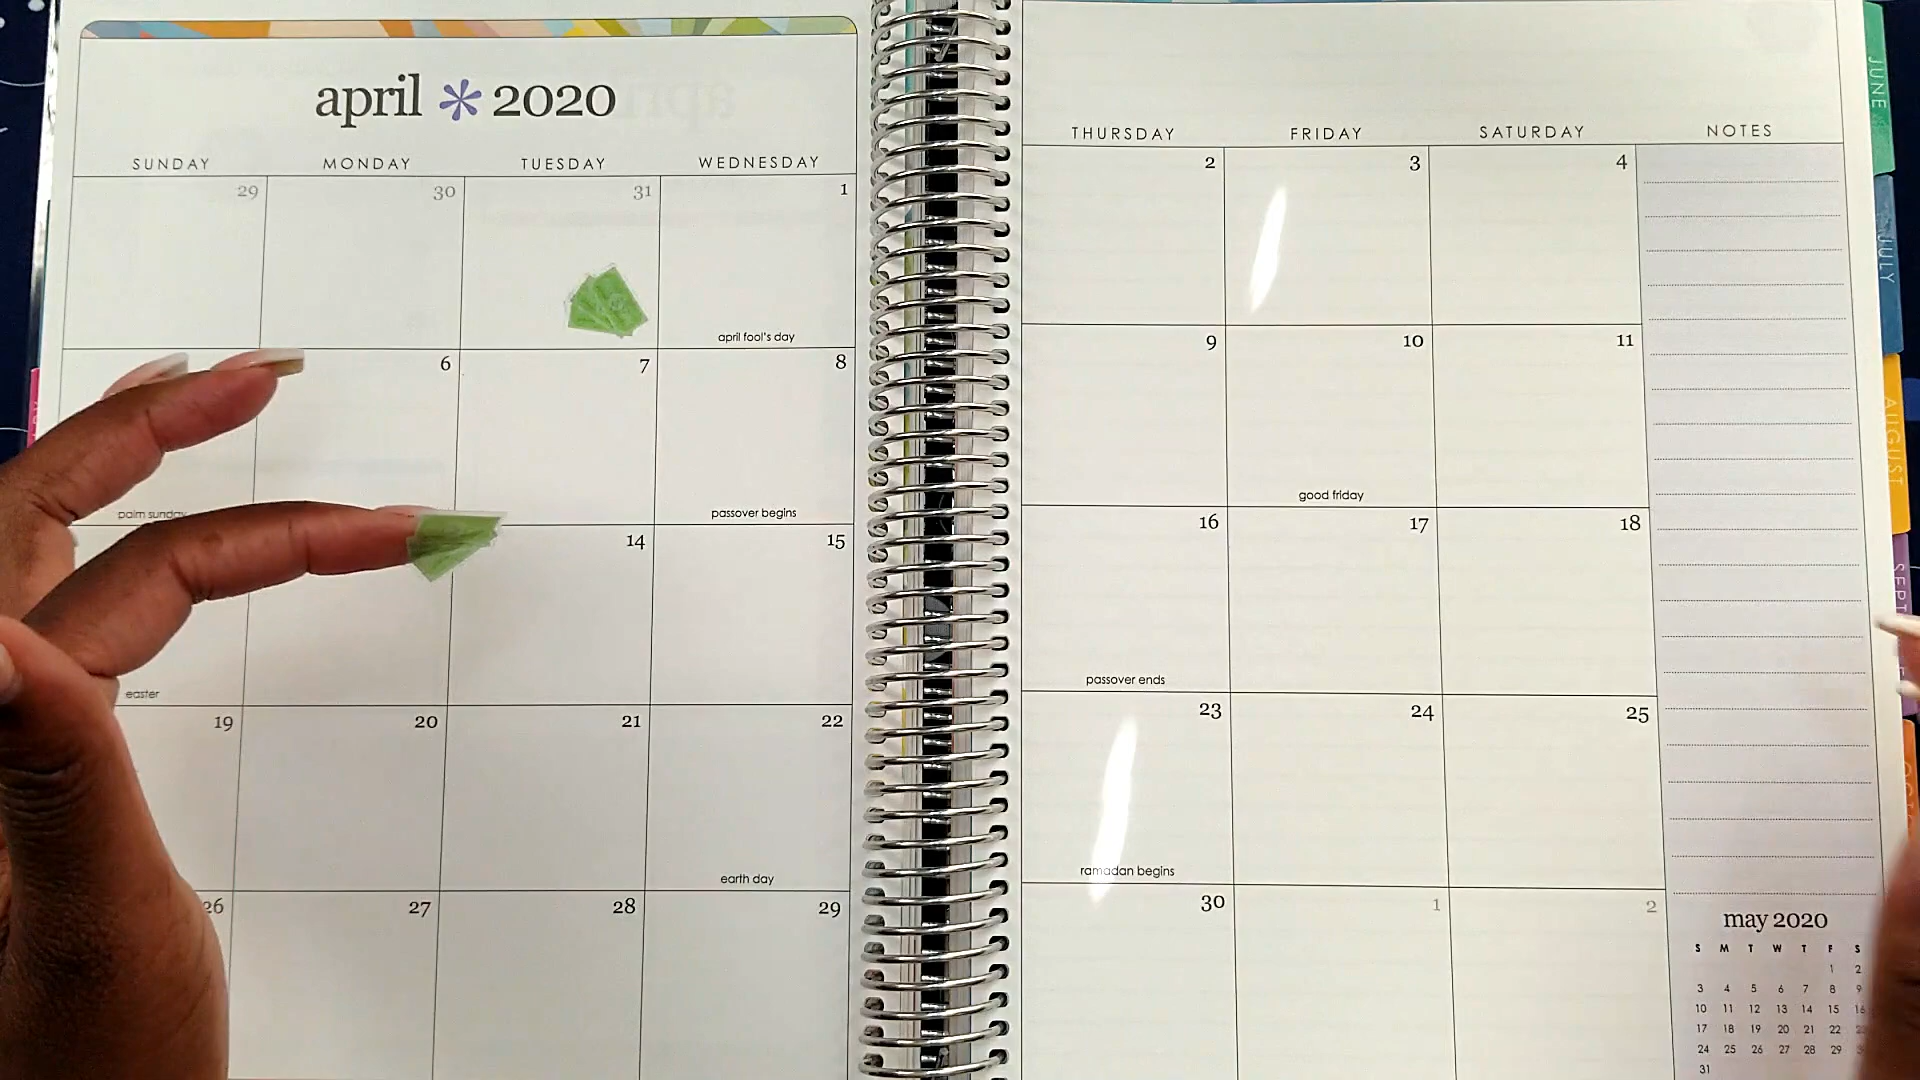 april * 2020
SUNDAY MONDAY TUESDAY WEDNESDAY
29 30 31 1
april fool's day
6 7 8
palm sunday passover begins
14 15
easter
19 20 21 22
earth day
26 27 28 29
THURSDAY FRIDAY SATURDAY NOTES
2 3 4
9 10 11
good friday
16 17 18
passover ends
23 24 25
ramadan begins
30 1 2
may 2020
S M T W T F S
1 2
3 4 5 6 7 8 9
10 11 12 13 14 15 16
17 18 19 20 21 22
24 25 26 27 28 29
31
JUNE
JULY
AUGUST
SEPT
OCT